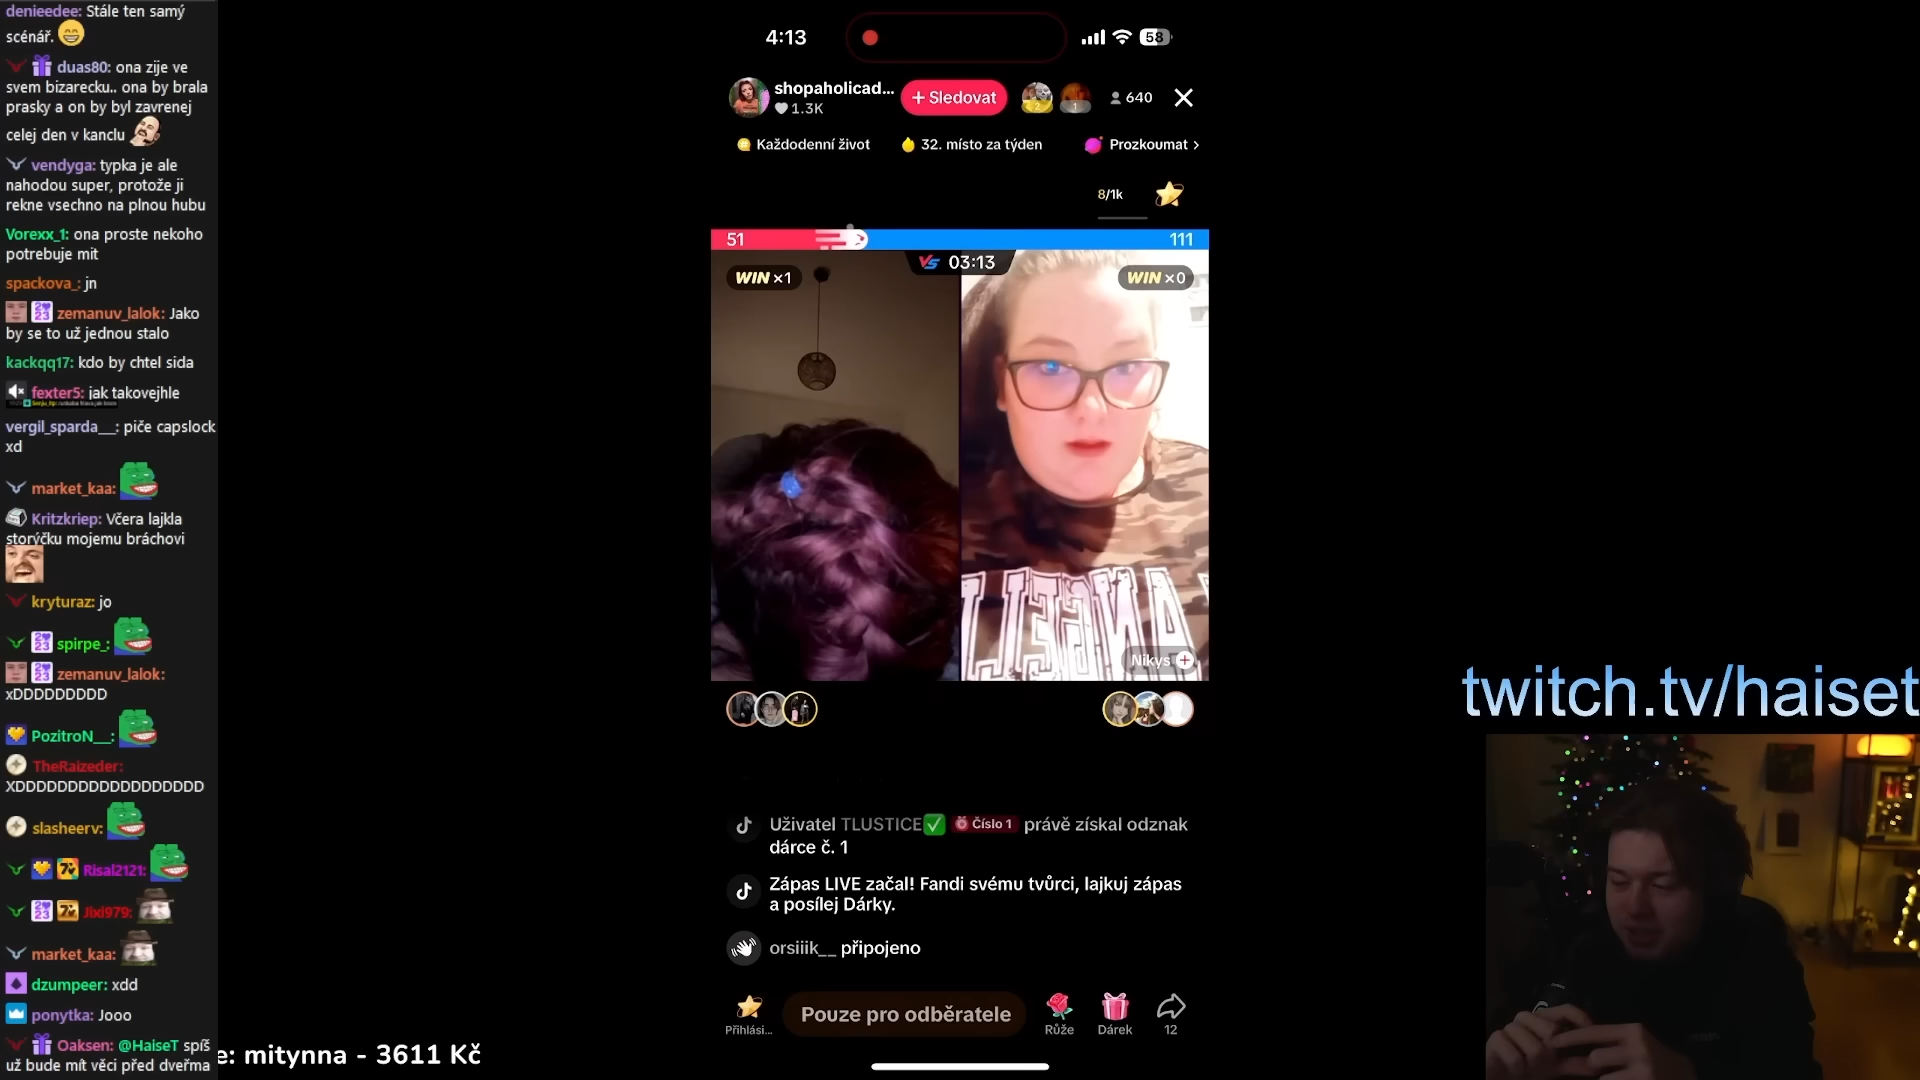 denieedee: Stále ten samý
scénář.
duas80: ona zije ve
svem bizarecku.. ona by brala
prasky a on by byl zavrenej
celej den v kanclu
vendyga: typka je ale
nahodou super, protože ji
rekne vsechno na plnou hubu
Vorexx_1: ona proste nekoho
potrebuje mit
spackova_: jn
zemanuv_lalok: Jako
by se to už jednou stalo
kackqq17: kdo by chtel sida
fexter5: jak takovejhle
vergil_sparda__: piče capslock
xd
market_kaa:
Kritzkriep: Včera lajkla
storýčku mojemu bráchovi
kryturaz: jo
spirpe_:
zemanuv_lalok:
xDDDDDDDDD
PozitroN__:
TheRaizeder:
XDDDDDDDDDDDDDDDDDD
slasheerv:
Risal2121:
Jixi979:
market_kaa:
dzumpeer: xdd
ponytka: Jooo
Oaksen: @HaiseT spíš
už bude mít věci před dveřma
e: mitynna - 3611 Kč
4:13
58
shopaholicad...
1.3K
+ Sledovat
2
1
640
Každodenní život
32. místo za týden
Prozkoumat >
8/1k
51
111
VS 03:13
WIN ×1
WIN ×0
Nikys
Uživatel TLUSTICE Číslo 1 právě získal odznak
dárce č. 1
Zápas LIVE začal! Fandi svému tvůrci, lajkuj zápas
a posílej Dárky.
orsiiik__ připojeno
Přihlási...
Pouze pro odběratele
Růže
Dárek
12
twitch.tv/haiset